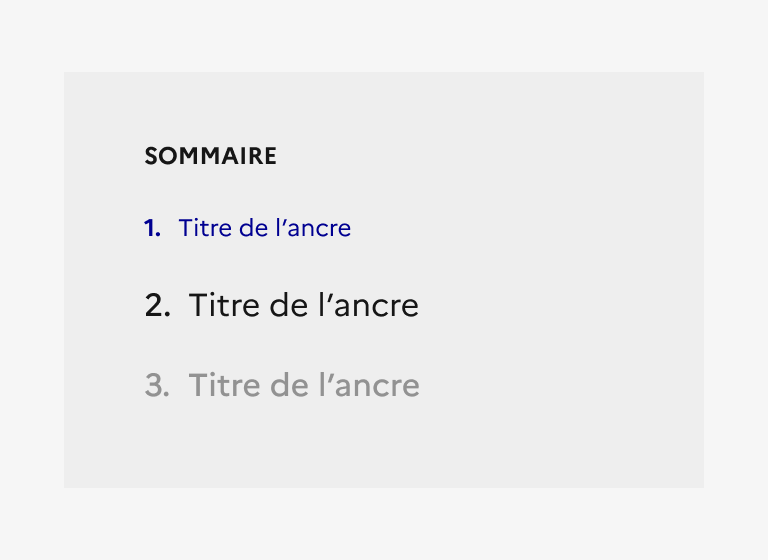 SOMMAIRE
1. Titre de l’ancre
2. Titre de l’ancre
3. Titre de l’ancre